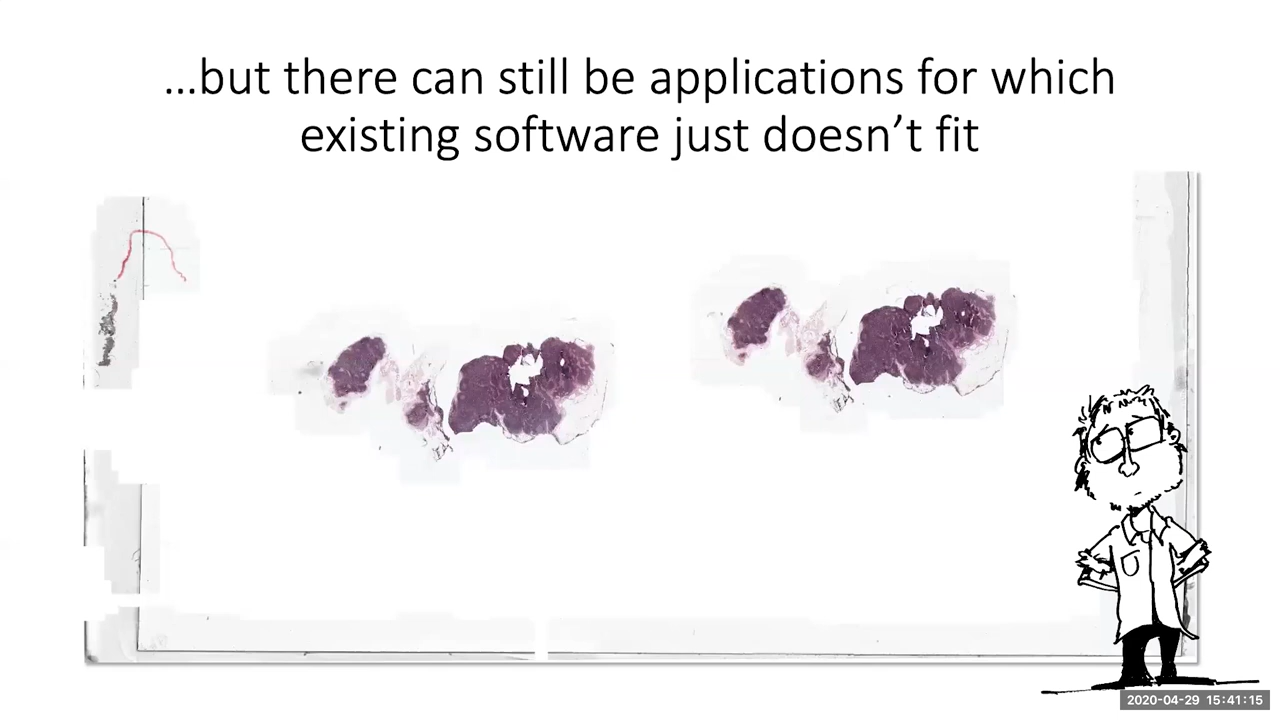 ...but there can still be applications for which
existing software just doesn’t fit
2020-04-29 15:41:15